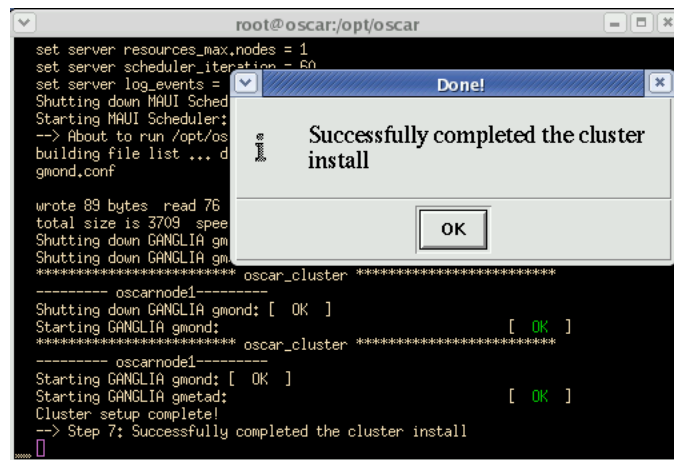 root@oscar:/opt/oscar
set server resources_max.nodes = 1
set server scheduler_iteration = 60
set server log_events =
Shutting down MAUI Sched
Starting MAUI Scheduler:
--> About to run /opt/os
building file list ... d
gmond.conf
wrote 89 bytes read 76
total size is 3709 spee
Shutting down GANGLIA gm
Shutting down GANGLIA gm
Done!
Successfully completed the cluster
install
OK
************************* oscar_cluster *************************
--------- oscarnode1---------
Shutting down GANGLIA gmond: [ OK ]
Starting GANGLIA gmond: [ OK ]
************************* oscar_cluster *************************
--------- oscarnode1---------
Starting GANGLIA gmond: [ OK ]
Starting GANGLIA gmetad: [ OK ]
Cluster setup complete!
--> Step 7: Successfully completed the cluster install